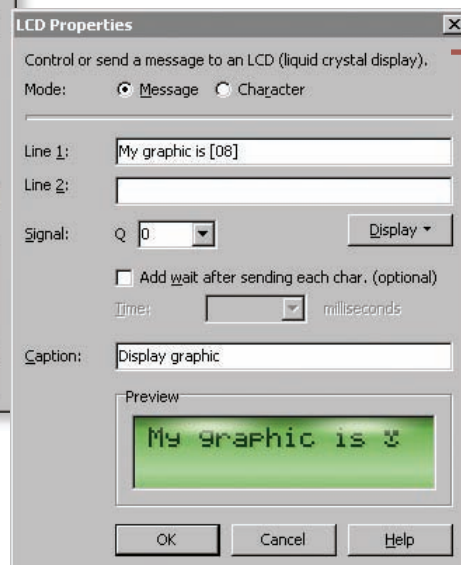 LCD Properties
Control or send a message to an LCD (liquid crystal display).
Mode: Message Character
Line 1: My graphic is [08]
Line 2:
Signal: Q 0 Display
Add wait after sending each char. (optional)
Time: milliseconds
Caption: Display graphic
Preview
My graphic is
OK Cancel Help